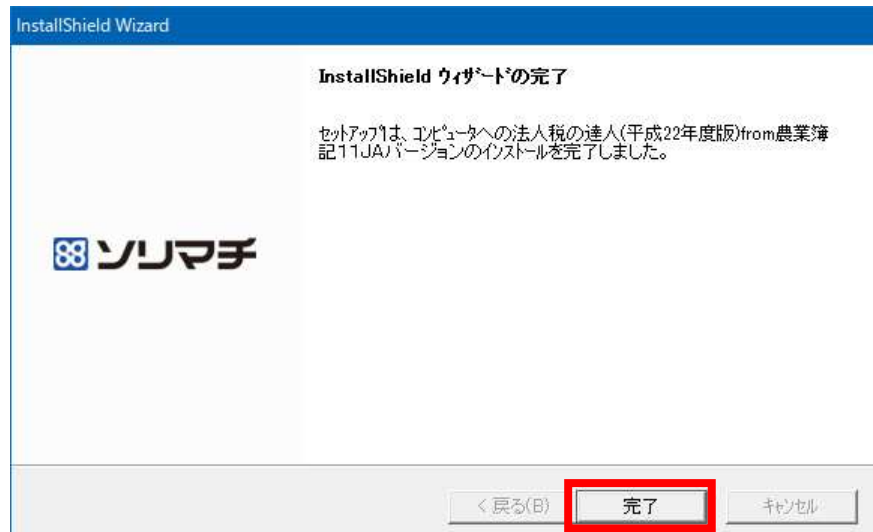 InstallShield Wizard
InstallShield ウィザードの完了
セットアップは、コンピュータへの法人税の達人(平成22年度版)from農業簿
記11JAバージョンのインストールを完了しました。
ソリマチ
< 戻る(B)
完了
キャンセル